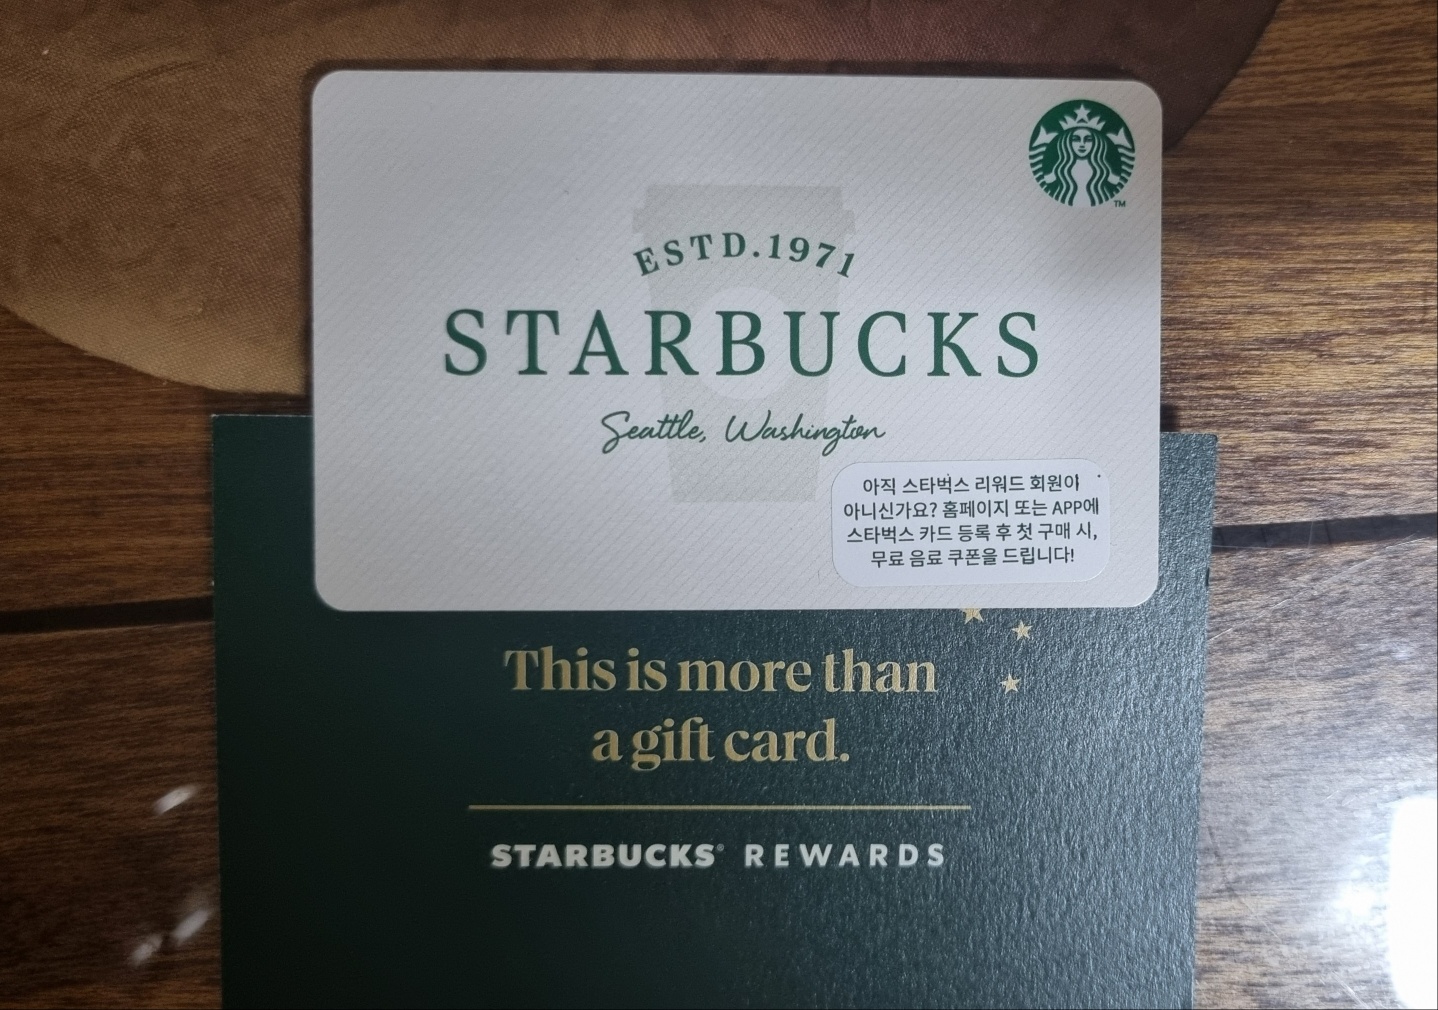 ESTD.1971
STARBUCKS
Seattle, Washington
TM
아직 스타벅스 리워드 회원이
아니신가요? 홈페이지 또는 APP에
스타벅스 카드 등록 후 첫 구매 시,
무료 음료 쿠폰을 드립니다!
This is more than
a gift card.
STARBUCKS® REWARDS